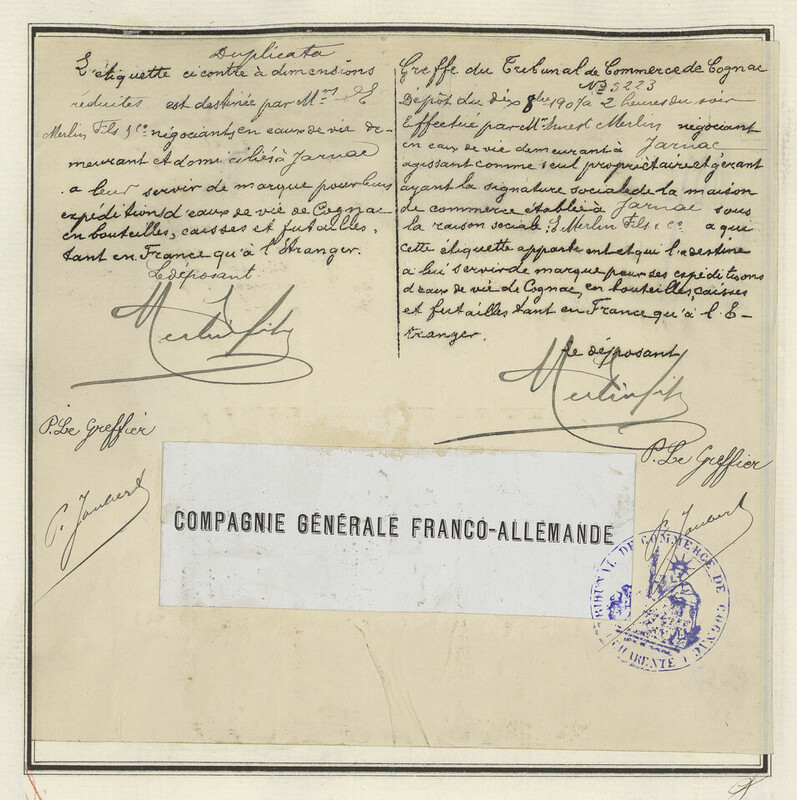 Duplicata
L'étiquette ci contre à dimensions
réduites est destinée par Mrs E
Merlin Fils & Co négociants en eaux de vie de-
meurant et domiciliés à Jarnac
a leur servir de marque pour leurs
expéditions d'eaux de vie de Cognac
en bouteilles, caisses et futailles,
tant en France qu'à l'Etranger.
Le déposant
Merlin fils
P. Le Greffier
Greffe du Tribunal de Commerce de Cognac
No 5223
Dépôt du dix 8bre 1907 à 2 heures du soir
Effectué par Mr Ernest Merlin négociant
en eaux de vie demeurant à Jarnac
agissant comme seul propriétaire et gérant
ayant la signature sociale de la maison
de commerce établie à Jarnac sous
la raison sociale: E Merlin Fils & Co. a que
cette étiquette appartient et qui l destine
a lui servir de marque pour ses expéditions
d'eaux de vie de Cognac, en bouteilles, caisses
et futailles tant en France qu'à l'E-
tranger.
Le déposant
Merlin fils
P. Le Greffier
COMPAGNIE GÉNÉRALE FRANCO-ALLEMANDE
TRIBUNAL DE COMMERCE DE COGNAC
CHARENTE